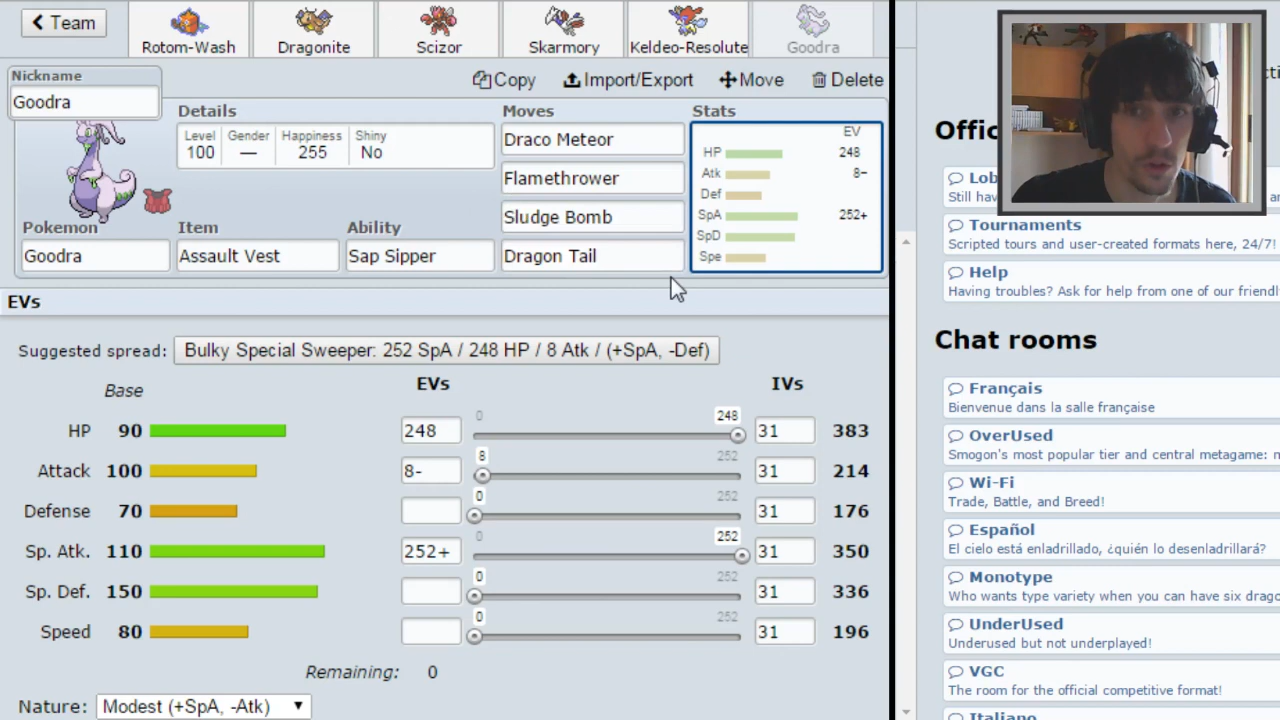 Team
Rotom-Wash
Dragonite
Scizor
Skarmory
Keldeo-Resolute
Goodra
Nickname
Goodra
Copy
Import/Export
Move
Delete
Details
Moves
Stats
Level
100
Gender
—
Happiness
255
Shiny
No
Draco Meteor
Flamethrower
Sludge Bomb
Dragon Tail
EV
HP 248
Atk 8-
Def
SpA 252+
SpD
Spe
Pokemon
Goodra
Item
Assault Vest
Ability
Sap Sipper
EVs
Suggested spread: Bulky Special Sweeper: 252 SpA / 248 HP / 8 Atk / (+SpA, -Def)
Base EVs IVs
HP 90 248 0 248 31 383
Attack 100 8- 8 252 31 214
Defense 70 0 252 31 176
Sp. Atk. 110 252+ 0 252 31 350
Sp. Def. 150 0 252 31 336
Speed 80 0 252 31 196
Remaining: 0
Nature: Modest (+SpA, -Atk)
Offic
Lob
Still hav
Tournaments
Scripted tours and user-created formats here, 24/7!
Help
Having troubles? Ask for help from one of our friendl
Chat rooms
Français
Bienvenue dans la salle française
OverUsed
Smogon's most popular tier and central metagame: m
Wi-Fi
Trade, Battle, and Breed!
Español
El cielo está enladrillado, ¿quién lo desenladrillará?
Monotype
Who wants type variety when you can have six drago
UnderUsed
Underused but not underplayed!
VGC
The room for the official competitive format!
Italiano